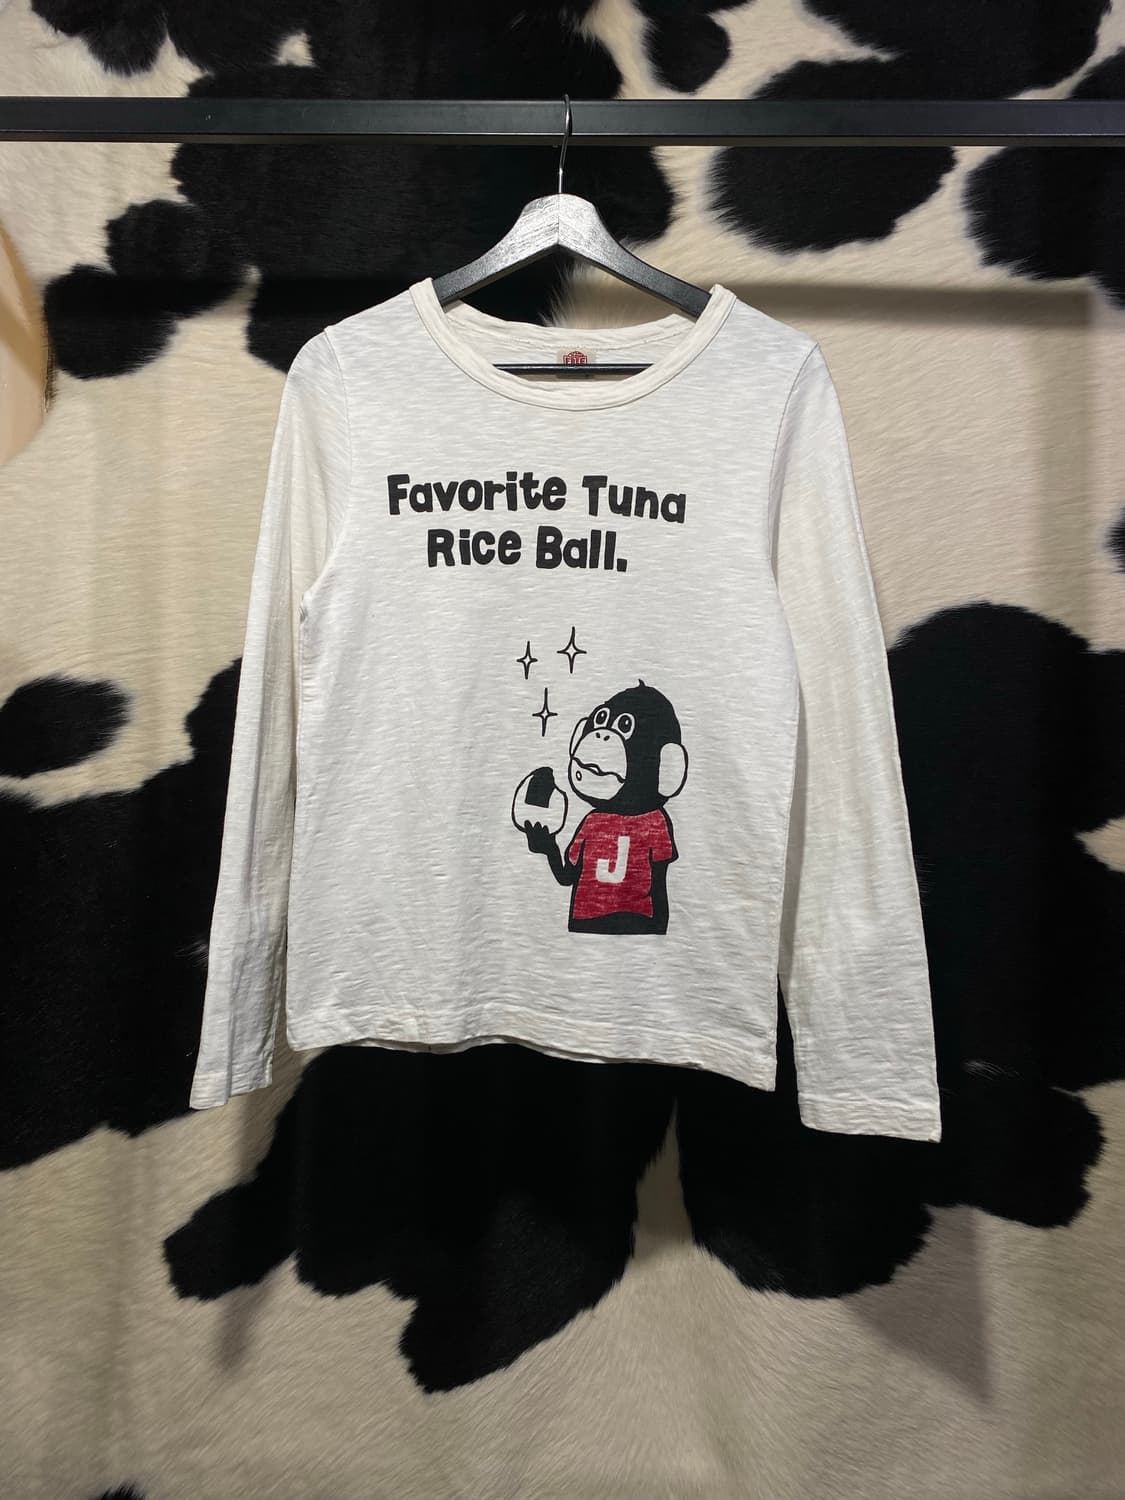 Favorite Tuna
Rice Ball.
J